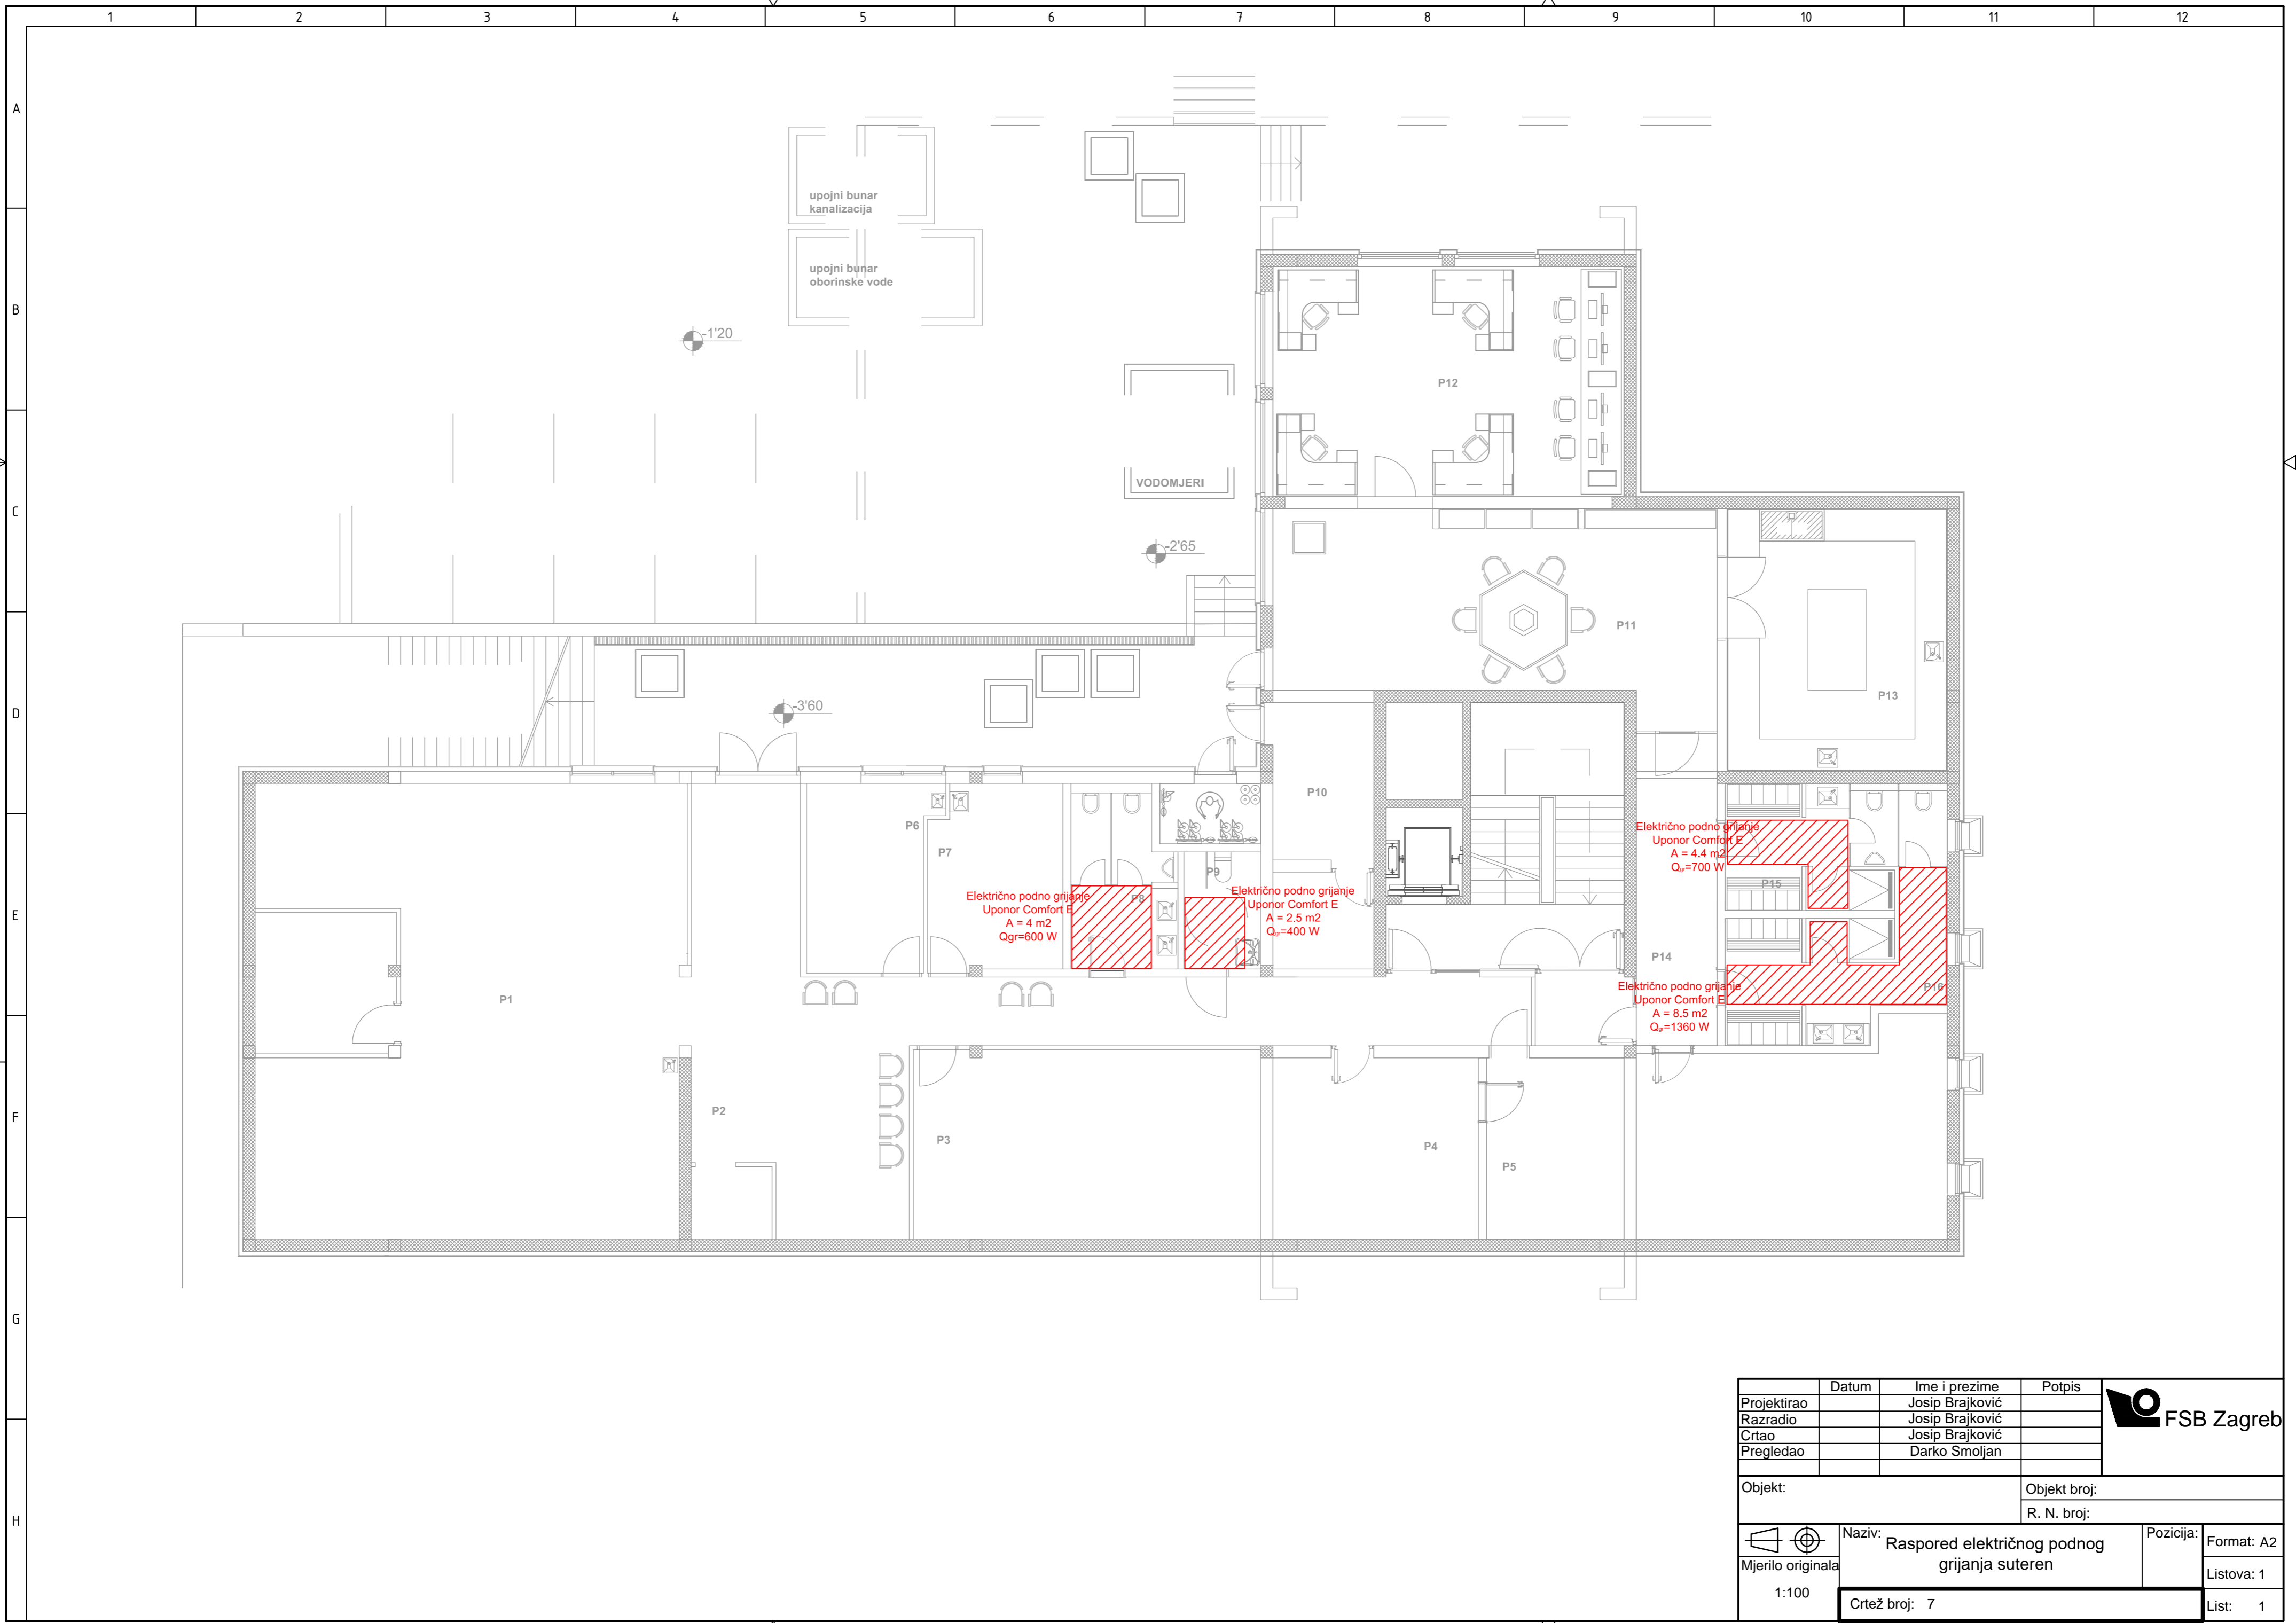 1 2 3 4 5 6 7 8 9 10 11 12
A
B
C
D
E
F
G
H
upojni bunar
kanalizacija
upojni bunar
oborinske vode
-1'20
P12
VODOMJERI
-2'65
P11
P13
-3'60
P10
P6
P7
P9
P8
Električno podno grijanje
Uponor Comfort E
A = 4 m2
Qgr=600 W
Električno podno grijanje
Uponor Comfort E
A = 2.5 m2
Qgr=400 W
Električno podno grijanje
Uponor Comfort E
A = 4.4 m2
Qgr=700 W
P15
P14
P16
Električno podno grijanje
Uponor Comfort E
A = 8.5 m2
Qgr=1360 W
P1
P2
P3
P4
P5
Datum Ime i prezime Potpis
Projektirao Josip Brajković
Razradio Josip Brajković
Crtao Josip Brajković
Pregledao Darko Smoljan
FSB Zagreb
Objekt:
Objekt broj:
R. N. broj:
Naziv: Raspored električnog podnog
grijanja suteren
Pozicija:
Format: A2
Mjerilo originala
1:100
Listova: 1
Crtež broj: 7
List: 1